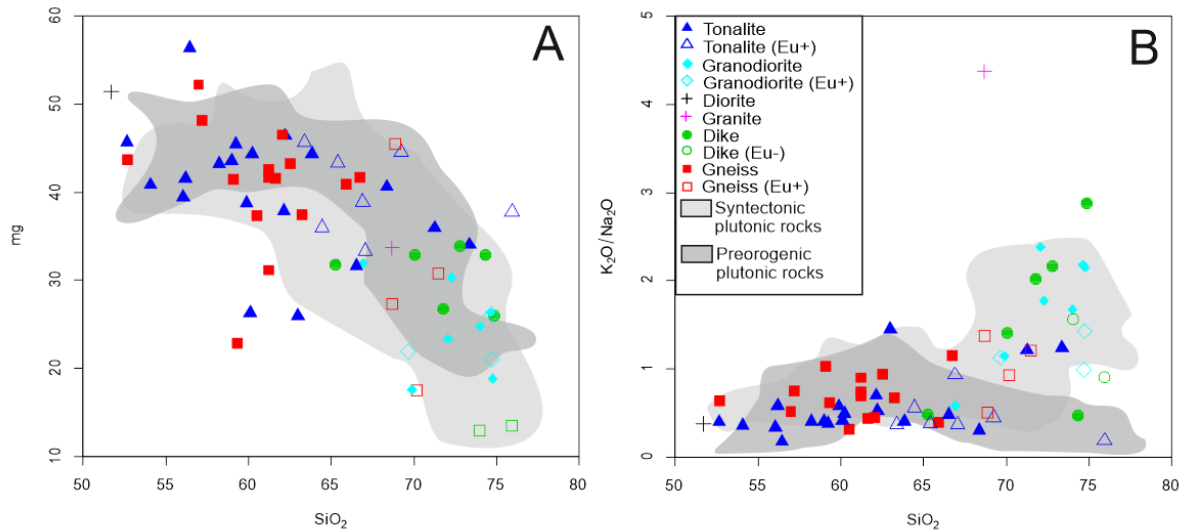 A
60
50
40
30
20
10
mg
50
55
60
65
70
75
80
SiO2
B
5
4
3
2
1
0
K2O/Na2O
Tonalite
Tonalite (Eu+)
Granodiorite
Granodiorite (Eu+)
Diorite
Granite
Dike
Dike (Eu-)
Gneiss
Gneiss (Eu+)
Syntectonic
plutonic rocks
Preorogenic
plutonic rocks
50
55
60
65
70
75
80
SiO2